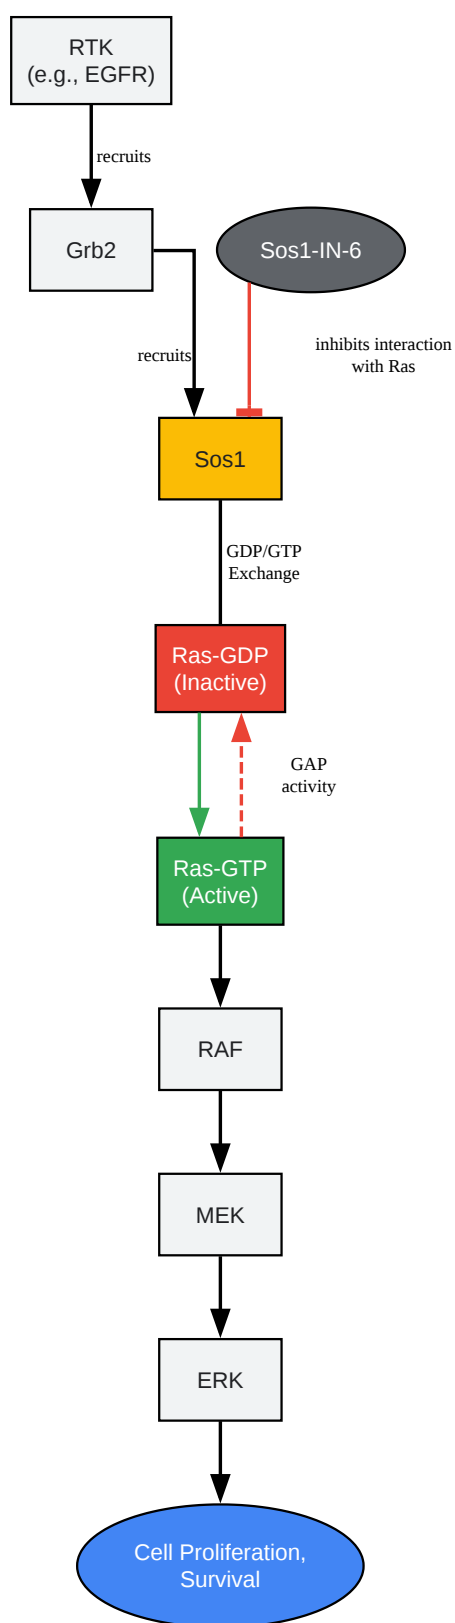 RTK
(e.g., EGFR)
recruits
Grb2
Sos1-IN-6
recruits
inhibits interaction
with Ras
Sos1
GDP/GTP
Exchange
Ras-GDP
(Inactive)
GAP
activity
Ras-GTP
(Active)
RAF
MEK
ERK
Cell Proliferation,
Survival